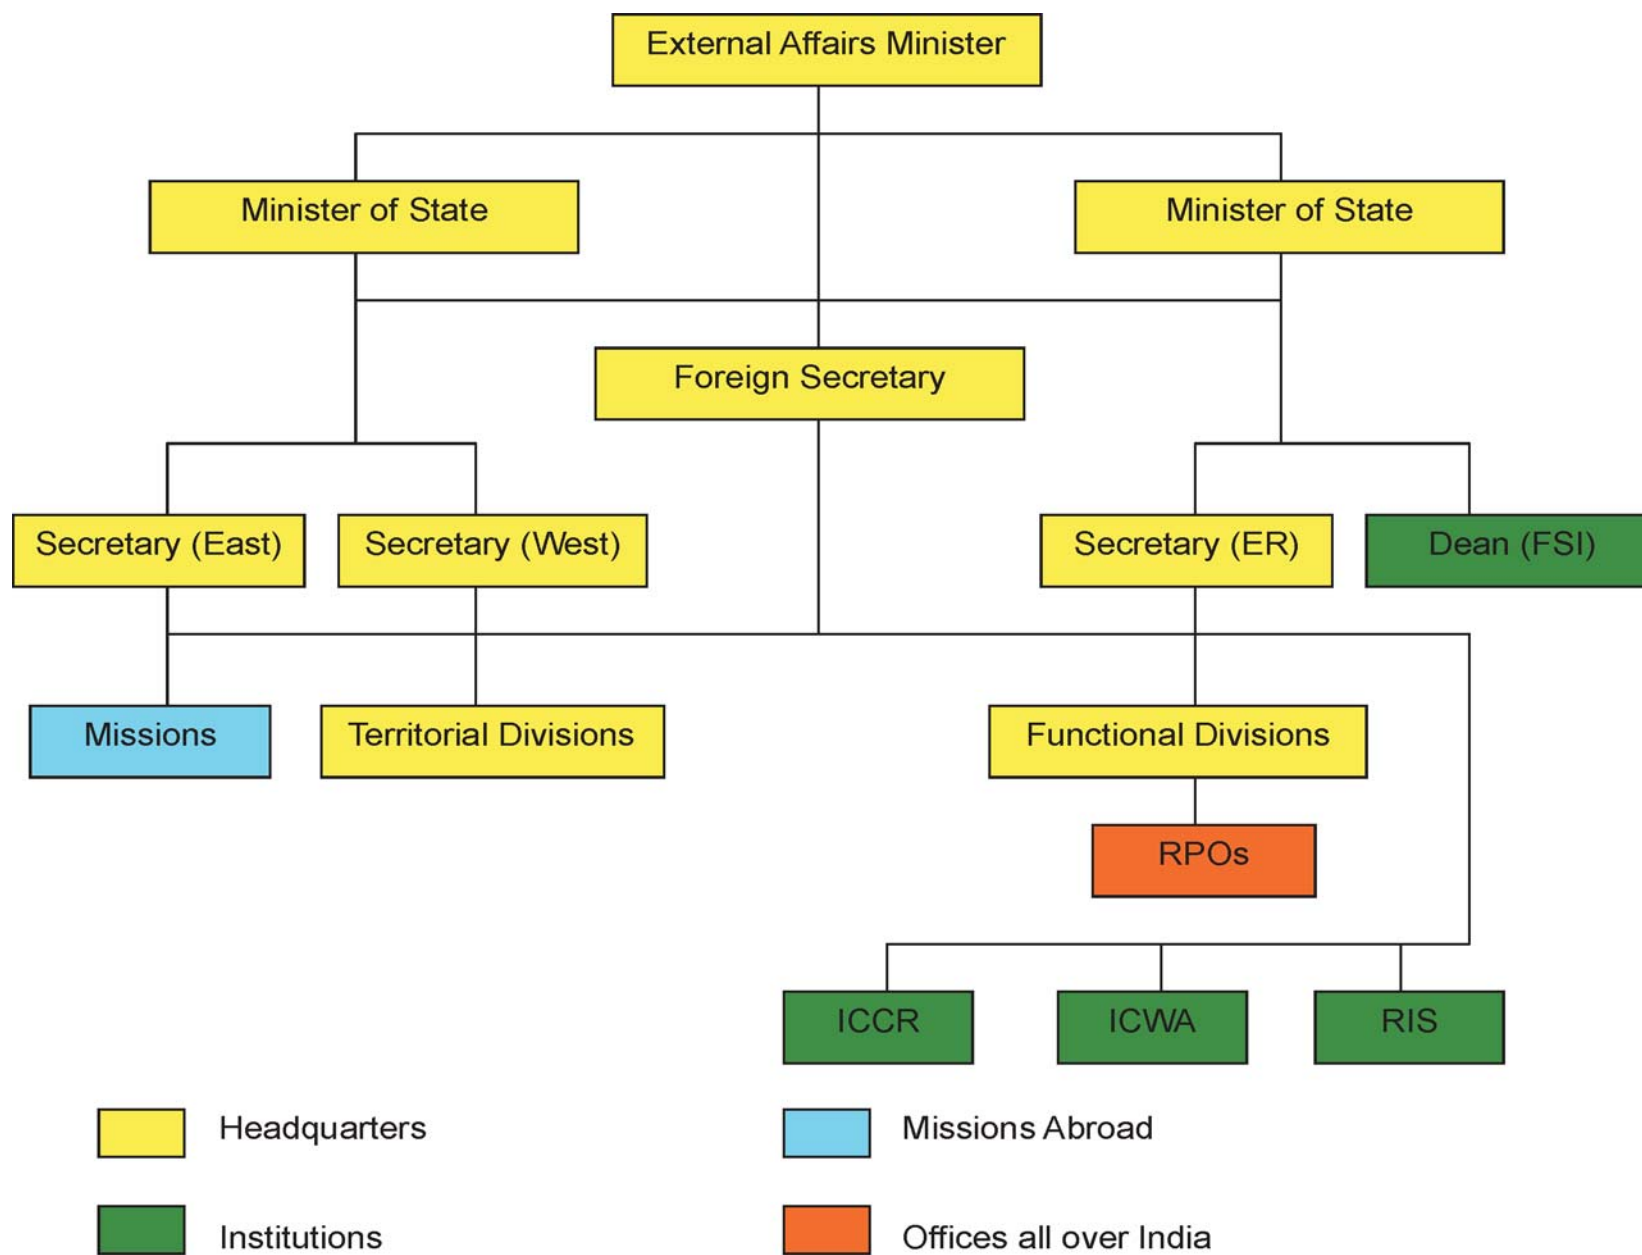 External Affairs Minister
Minister of State
Minister of State
Foreign Secretary
Secretary (East)
Secretary (West)
Secretary (ER)
Dean (FSI)
Missions
Territorial Divisions
Functional Divisions
RPOs
ICCR
ICWA
RIS
Headquarters
Missions Abroad
Institutions
Offices all over India